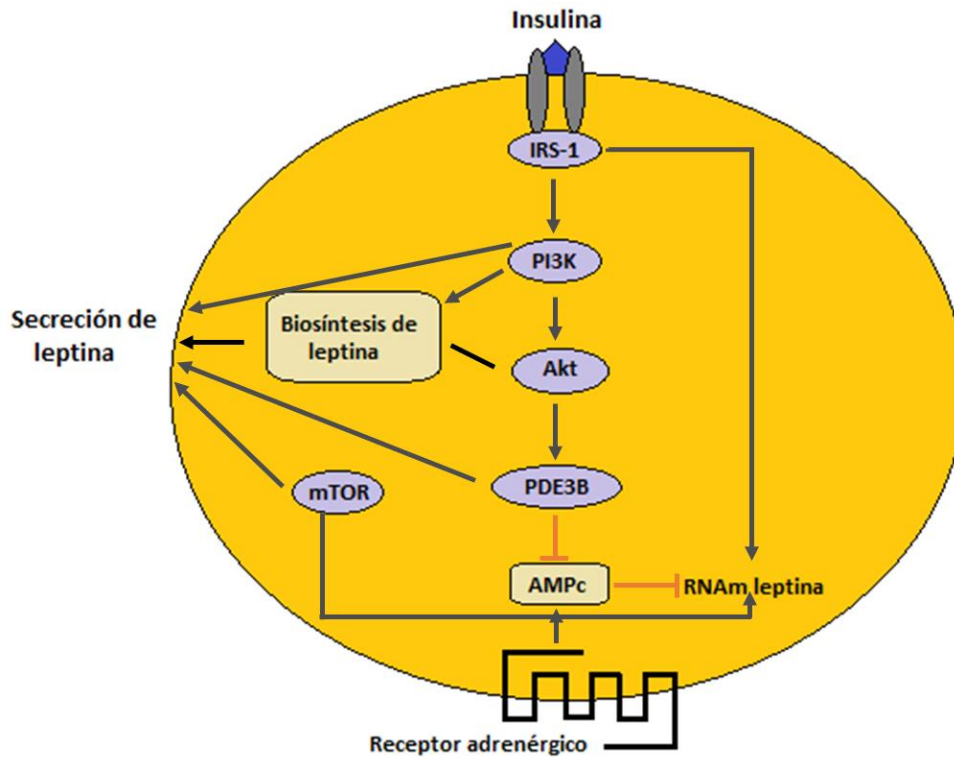 Insulina
IRS-1
PI3K
Secreción de
leptina
Biosíntesis de
leptina
Akt
mTOR
PDE3B
AMPc
RNAm leptina
Receptor adrenérgico